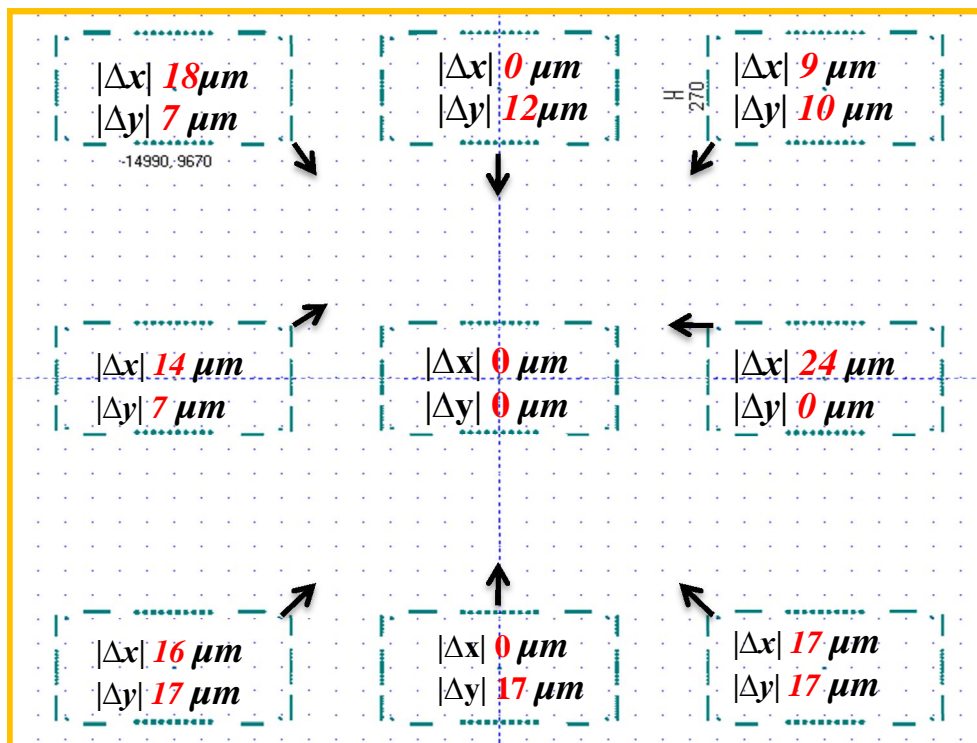 |Δx| 18μm
|Δy| 7 μm
-14990, 9670
|Δx| 0 μm
|Δy| 12μm
H
270
|Δx| 9 μm
|Δy| 10 μm
|Δx| 14 μm
|Δy| 7 μm
|Δx| 0 μm
|Δy| 0 μm
|Δx| 24 μm
|Δy| 0 μm
|Δx| 16 μm
|Δy| 17 μm
|Δx| 0 μm
|Δy| 17 μm
|Δx| 17 μm
|Δy| 17 μm